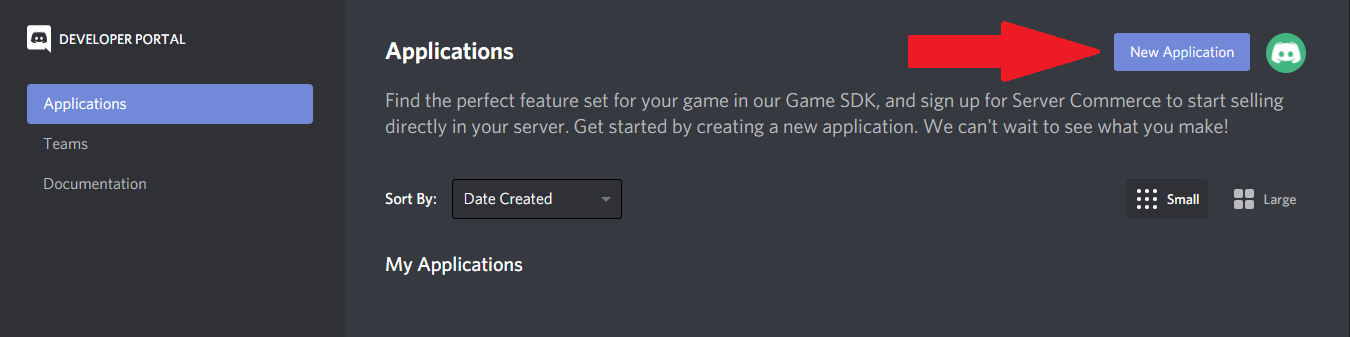 DEVELOPER PORTAL
Applications
Teams
Documentation
Applications
New Application
Find the perfect feature set for your game in our Game SDK, and sign up for Server Commerce to start selling
directly in your server. Get started by creating a new application. We can't wait to see what you make!
Sort By: Date Created
Small Large
My Applications